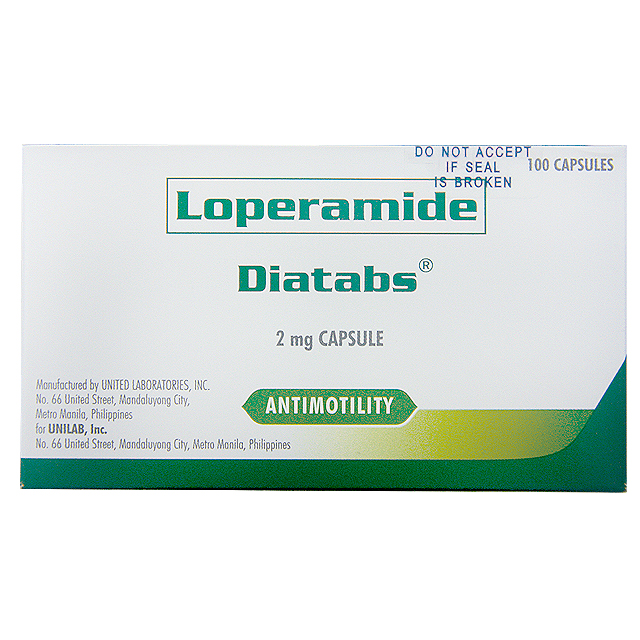 DO NOT ACCEPT
IF SEAL
IS BROKEN
100 CAPSULES
Loperamide
Diatabs®
2 mg CAPSULE
Manufactured by UNITED LABORATORIES, INC.
No. 66 United Street, Mandaluyong City,
Metro Manila, Philippines
for UNILAB, Inc.
No. 66 United Street, Mandaluyong City, Metro Manila, Philippines
ANTIMOTILITY